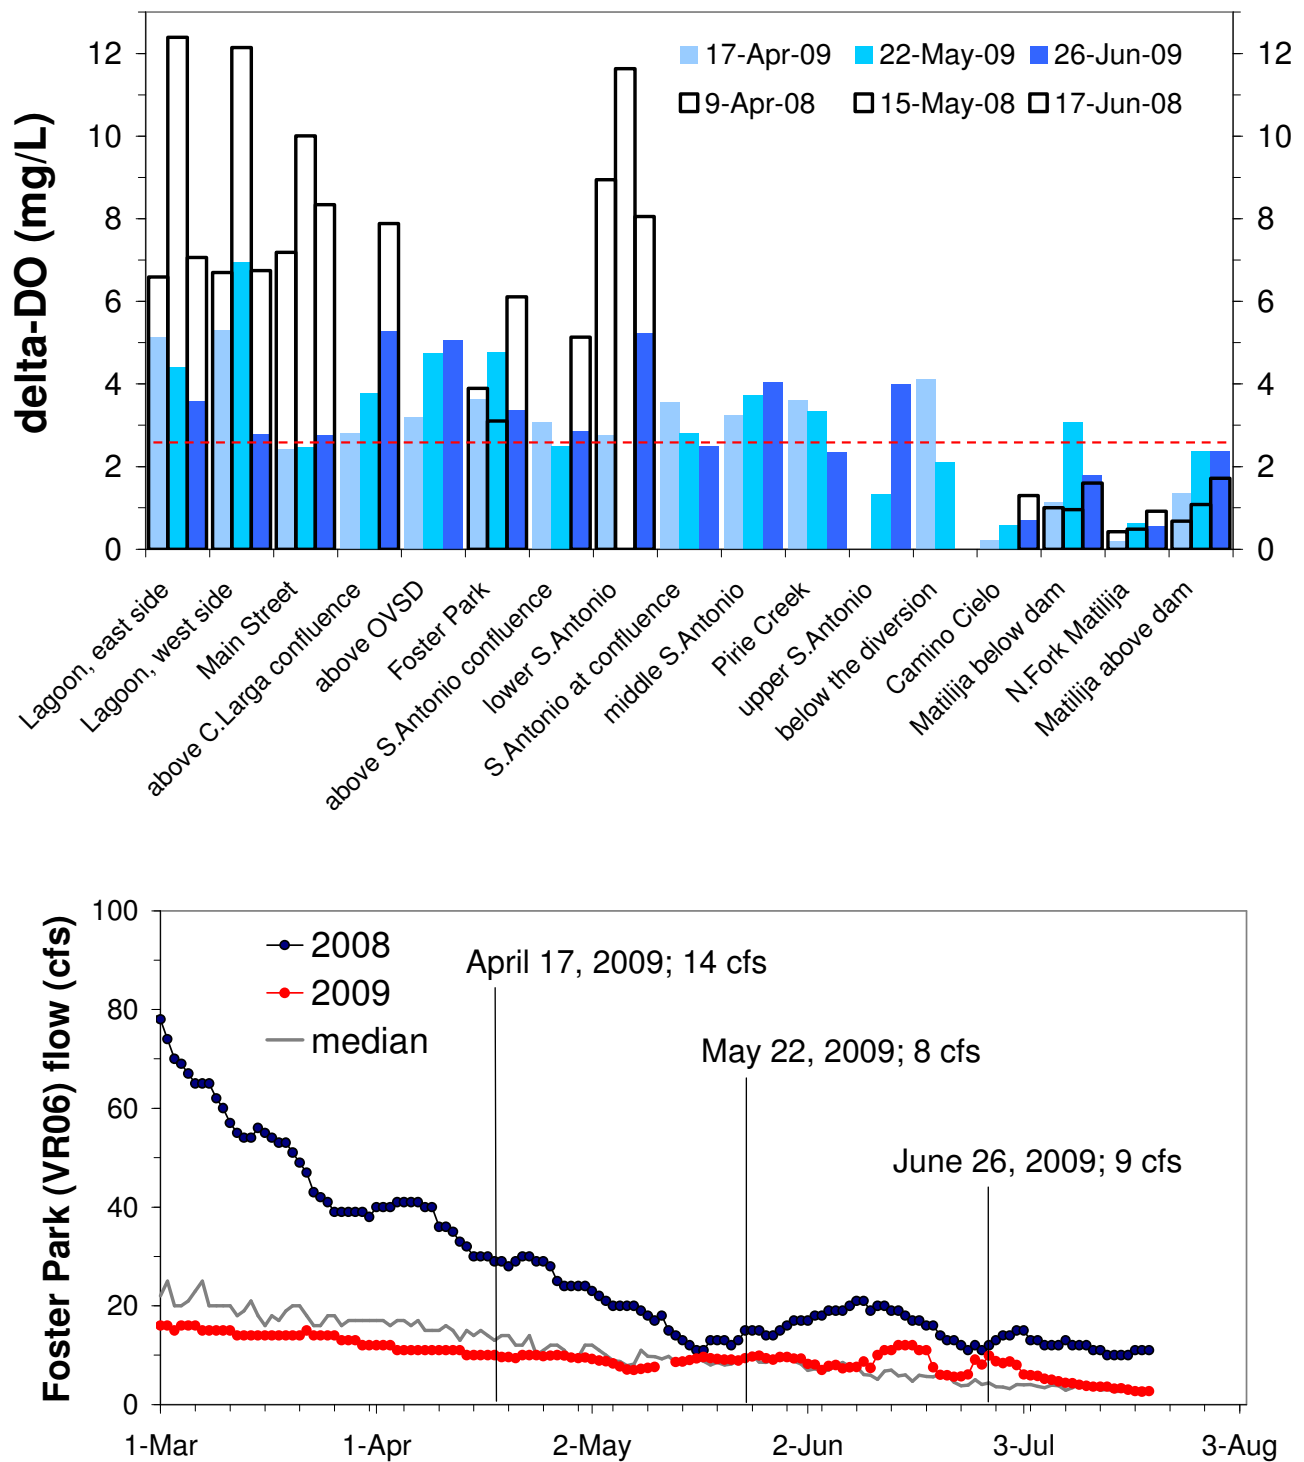 17-Apr-09 22-May-09 26-Jun-09
9-Apr-08 15-May-08 17-Jun-08
delta-DO (mg/L)
12 12
10 10
8 8
6 6
4 4
2 2
0 0
Lagoon, east side
Lagoon, west side
Main Street
above C.Larga confluence
above OVSD
Foster Park
above S.Antonio confluence
lower S.Antonio
S.Antonio at confluence
middle S.Antonio
Pirie Creek
upper S.Antonio
below the diversion
Camino Cielo
Matilija below dam
N.Fork Matilija
Matilija above dam
Foster Park (VR06) flow (cfs)
100
80
60
40
20
0
2008
2009
median
April 17, 2009; 14 cfs
May 22, 2009; 8 cfs
June 26, 2009; 9 cfs
1-Mar 1-Apr 2-May 2-Jun 3-Jul 3-Aug